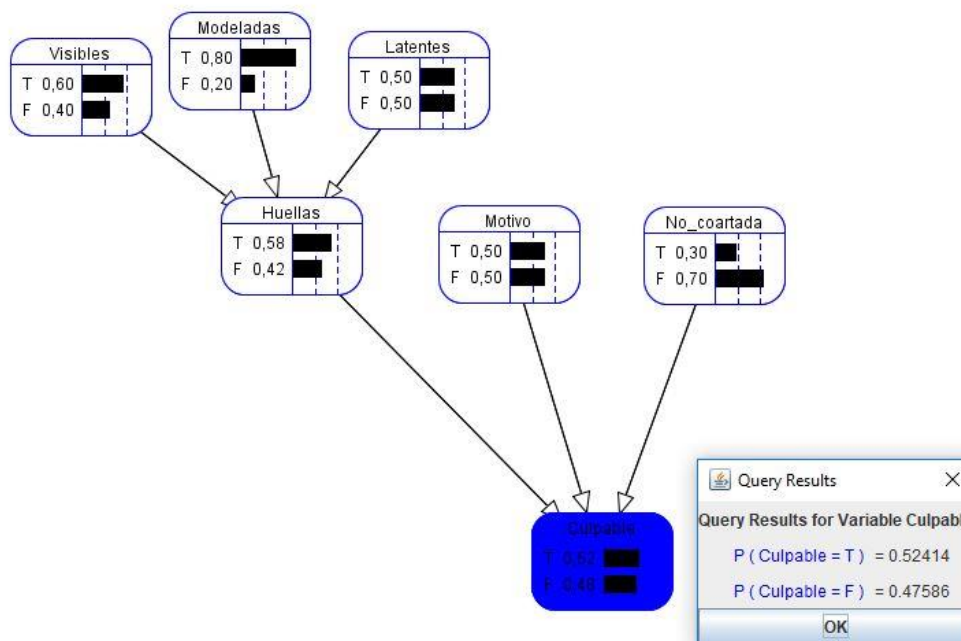 Visibles
T 0,60
F 0,40
Modeladas
T 0,80
F 0,20
Latentes
T 0,50
F 0,50
Huellas
T 0,58
F 0,42
Motivo
T 0,50
F 0,50
No_coartada
T 0,30
F 0,70
Culpable
T 0,52
F 0,48
Query Results
Query Results for Variable Culpabl
P ( Culpable = T ) = 0.52414
P ( Culpable = F ) = 0.47586
OK